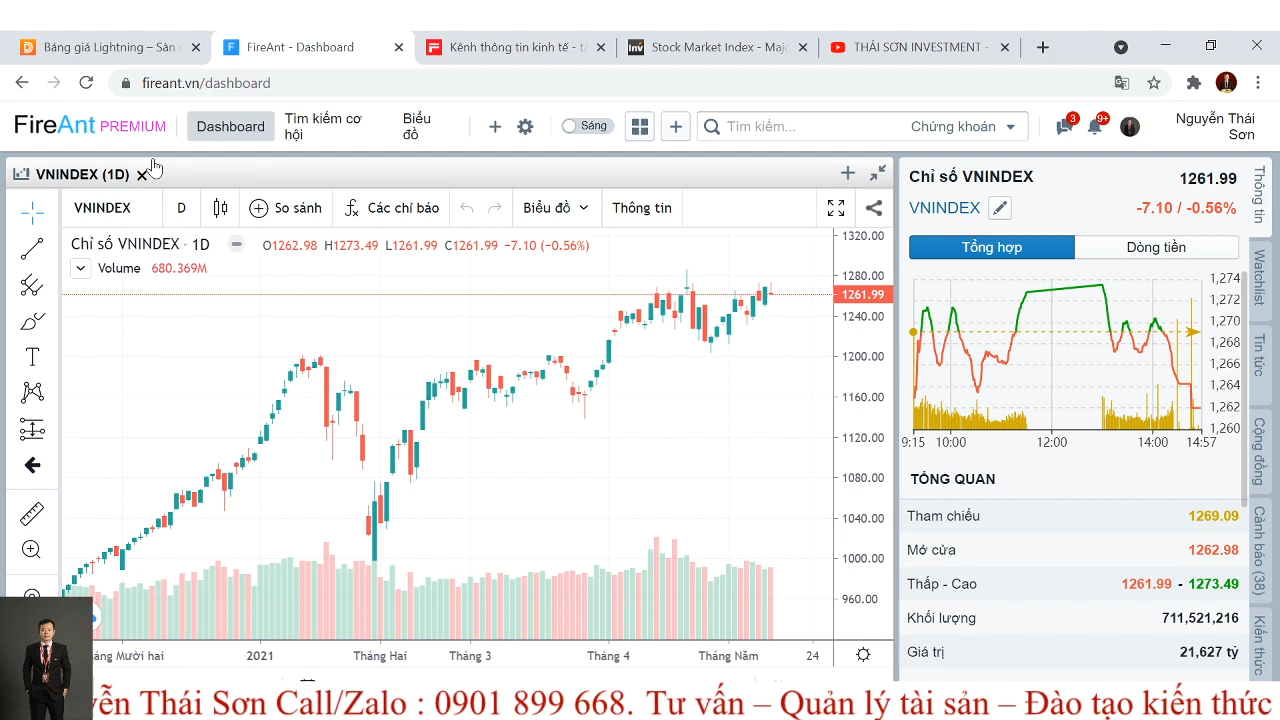 Bảng giá Lightning – Sàn
FireAnt - Dashboard
Kênh thông tin kinh tế - t
Stock Market Index - Majo
THÁI SƠN INVESTMENT -
fireant.vn/dashboard
FireAnt PREMIUM
Dashboard
Tìm kiếm cơ hội
Biểu đồ
Sáng
Tìm kiếm...
Chứng khoán
3
9+
Nguyễn Thái Sơn
VNINDEX (1D)
VNINDEX
D
So sánh
Các chỉ báo
Biểu đồ
Thông tin
Chỉ số VNINDEX · 1D
O1262.98 H1273.49 L1261.99 C1261.99 −7.10 (−0.56%)
Volume 680.369M
1320.00
1280.00
1261.99
1240.00
1200.00
1160.00
1120.00
1080.00
1040.00
1000.00
960.00
áng Mười hai
2021
Tháng Hai
Tháng 3
Tháng 4
Tháng Năm
24
Chỉ số VNINDEX
1261.99
VNINDEX
-7.10 / -0.56%
Tổng hợp
Dòng tiền
1,274
1,272
1,270
1,268
1,266
1,264
1,262
1,260
9:15
10:00
12:00
14:00
14:57
TỔNG QUAN
Tham chiếu 1269.09
Mở cửa 1262.98
Thấp - Cao 1261.99 - 1273.49
Khối lượng 711,521,216
Giá trị 21,627 tỷ
Thông tin
Watchlist
Tin tức
Cộng đồng
Cảnh báo (38)
Kiến thức
yễn Thái Sơn Call/Zalo : 0901 899 668. Tư vấn – Quản lý tài sản – Đào tạo kiến thức